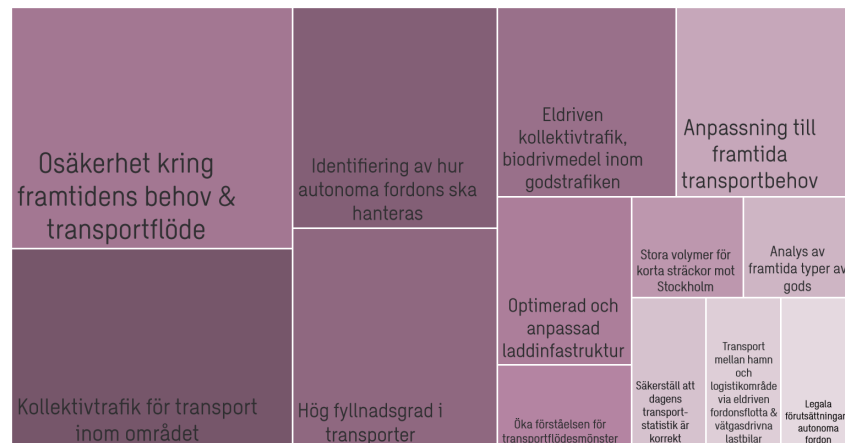 Osäkerhet kring
framtidens behov &
transportflöde
Kollektivtrafik för transport
inom området
Identifiering av hur
autonoma fordons ska
hanteras
Hög fyllnadsgrad i
transporter
Eldriven
kollektivtrafik,
biodrivmedel inom
godstrafiken
Anpassning till
framtida
transportbehov
Optimerad och
anpassad
laddinfastruktur
Öka förståelsen för
transportflödesmönster
Stora volymer för
korta sträckor mot
Stockholm
Analys av
framtida typer av
gods
Säkerställ att
dagens
transport-
statistik är
korrekt
Transport
mellan hamn
och
logistikområde
via eldriven
fordonsflotta &
vätgasdrivna
lastbilar
Legala
förutsättningar
autonoma
fordon